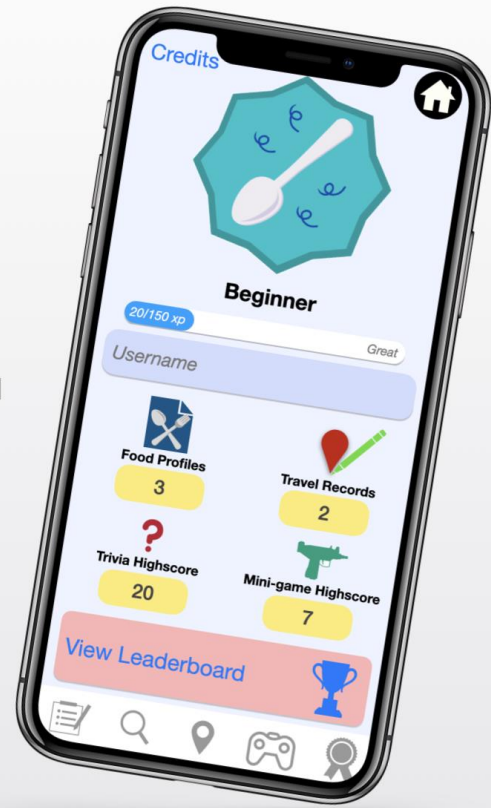 Credits
Beginner
20/150 xp
Great
Username
Food Profiles
3
Travel Records
2
Trivia Highscore
20
Mini-game Highscore
7
View Leaderboard